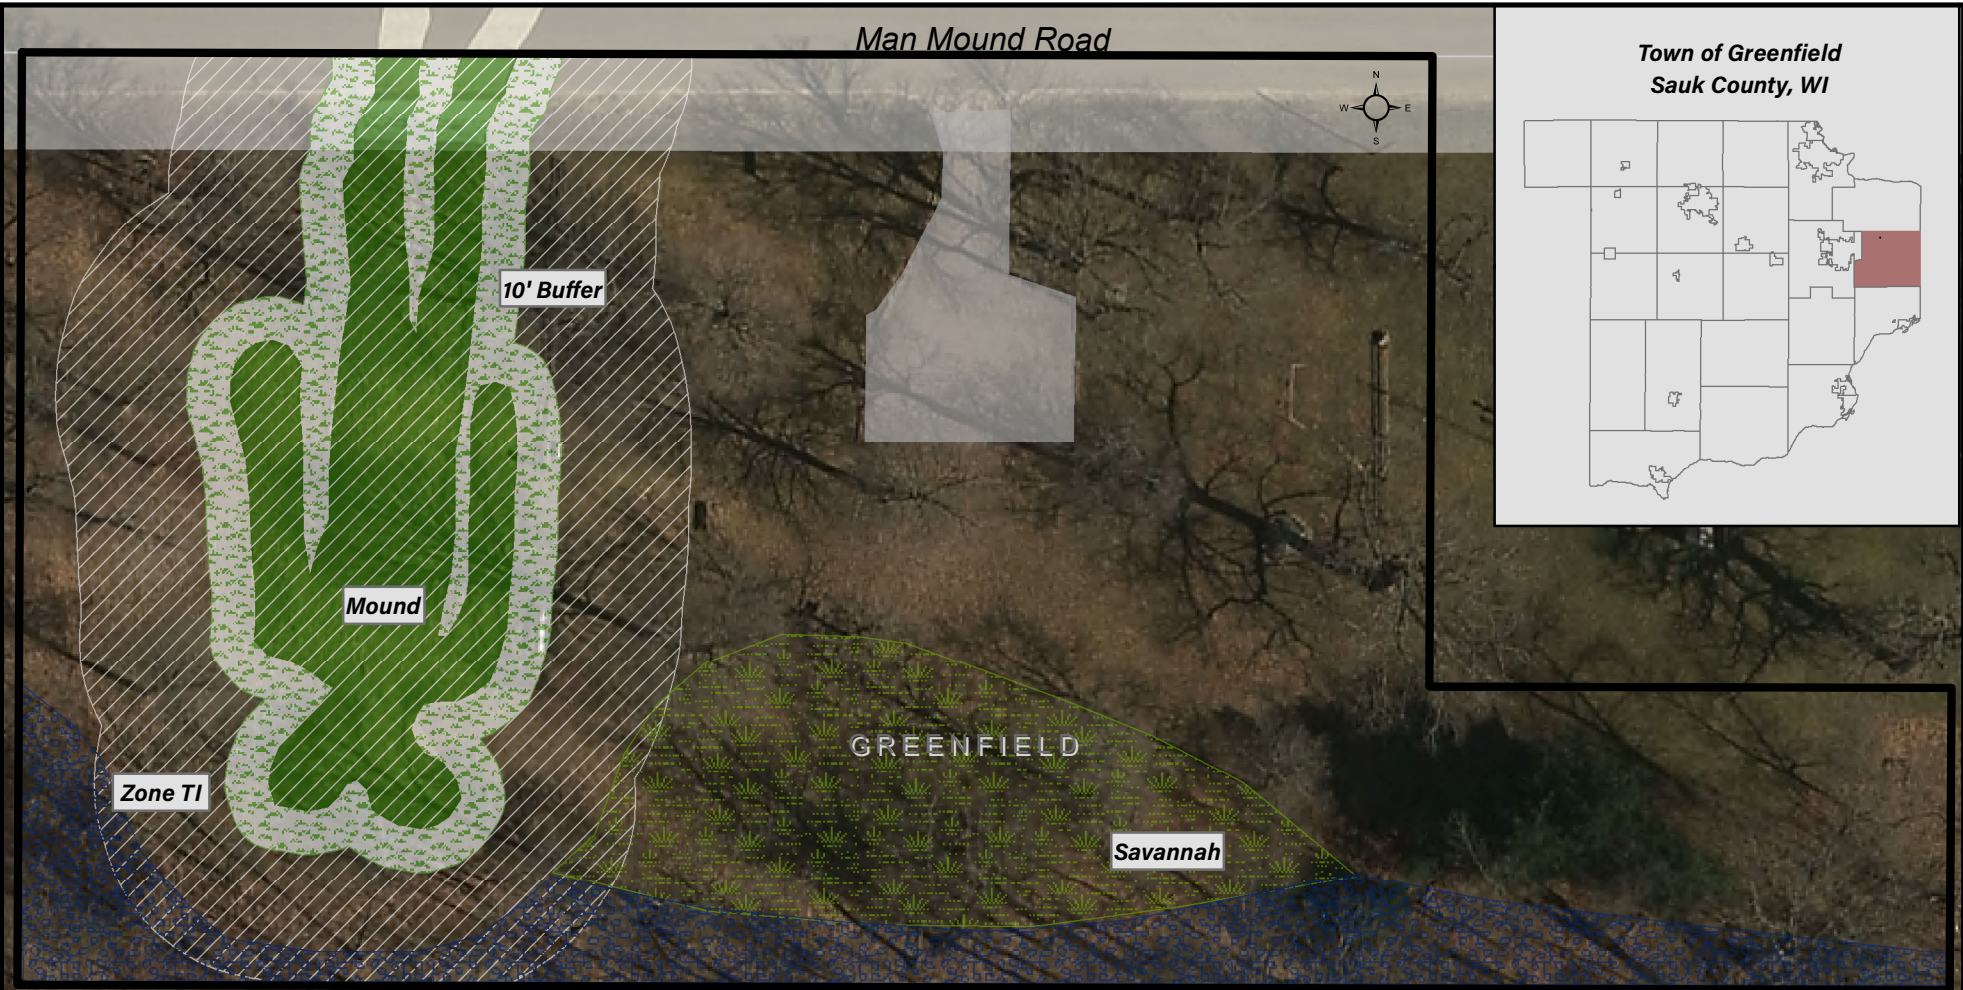 Man Mound Road
Town of Greenfield
Sauk County, WI
N
W E
S
10' Buffer
Mound
GREENFIELD
Zone TI
Savannah